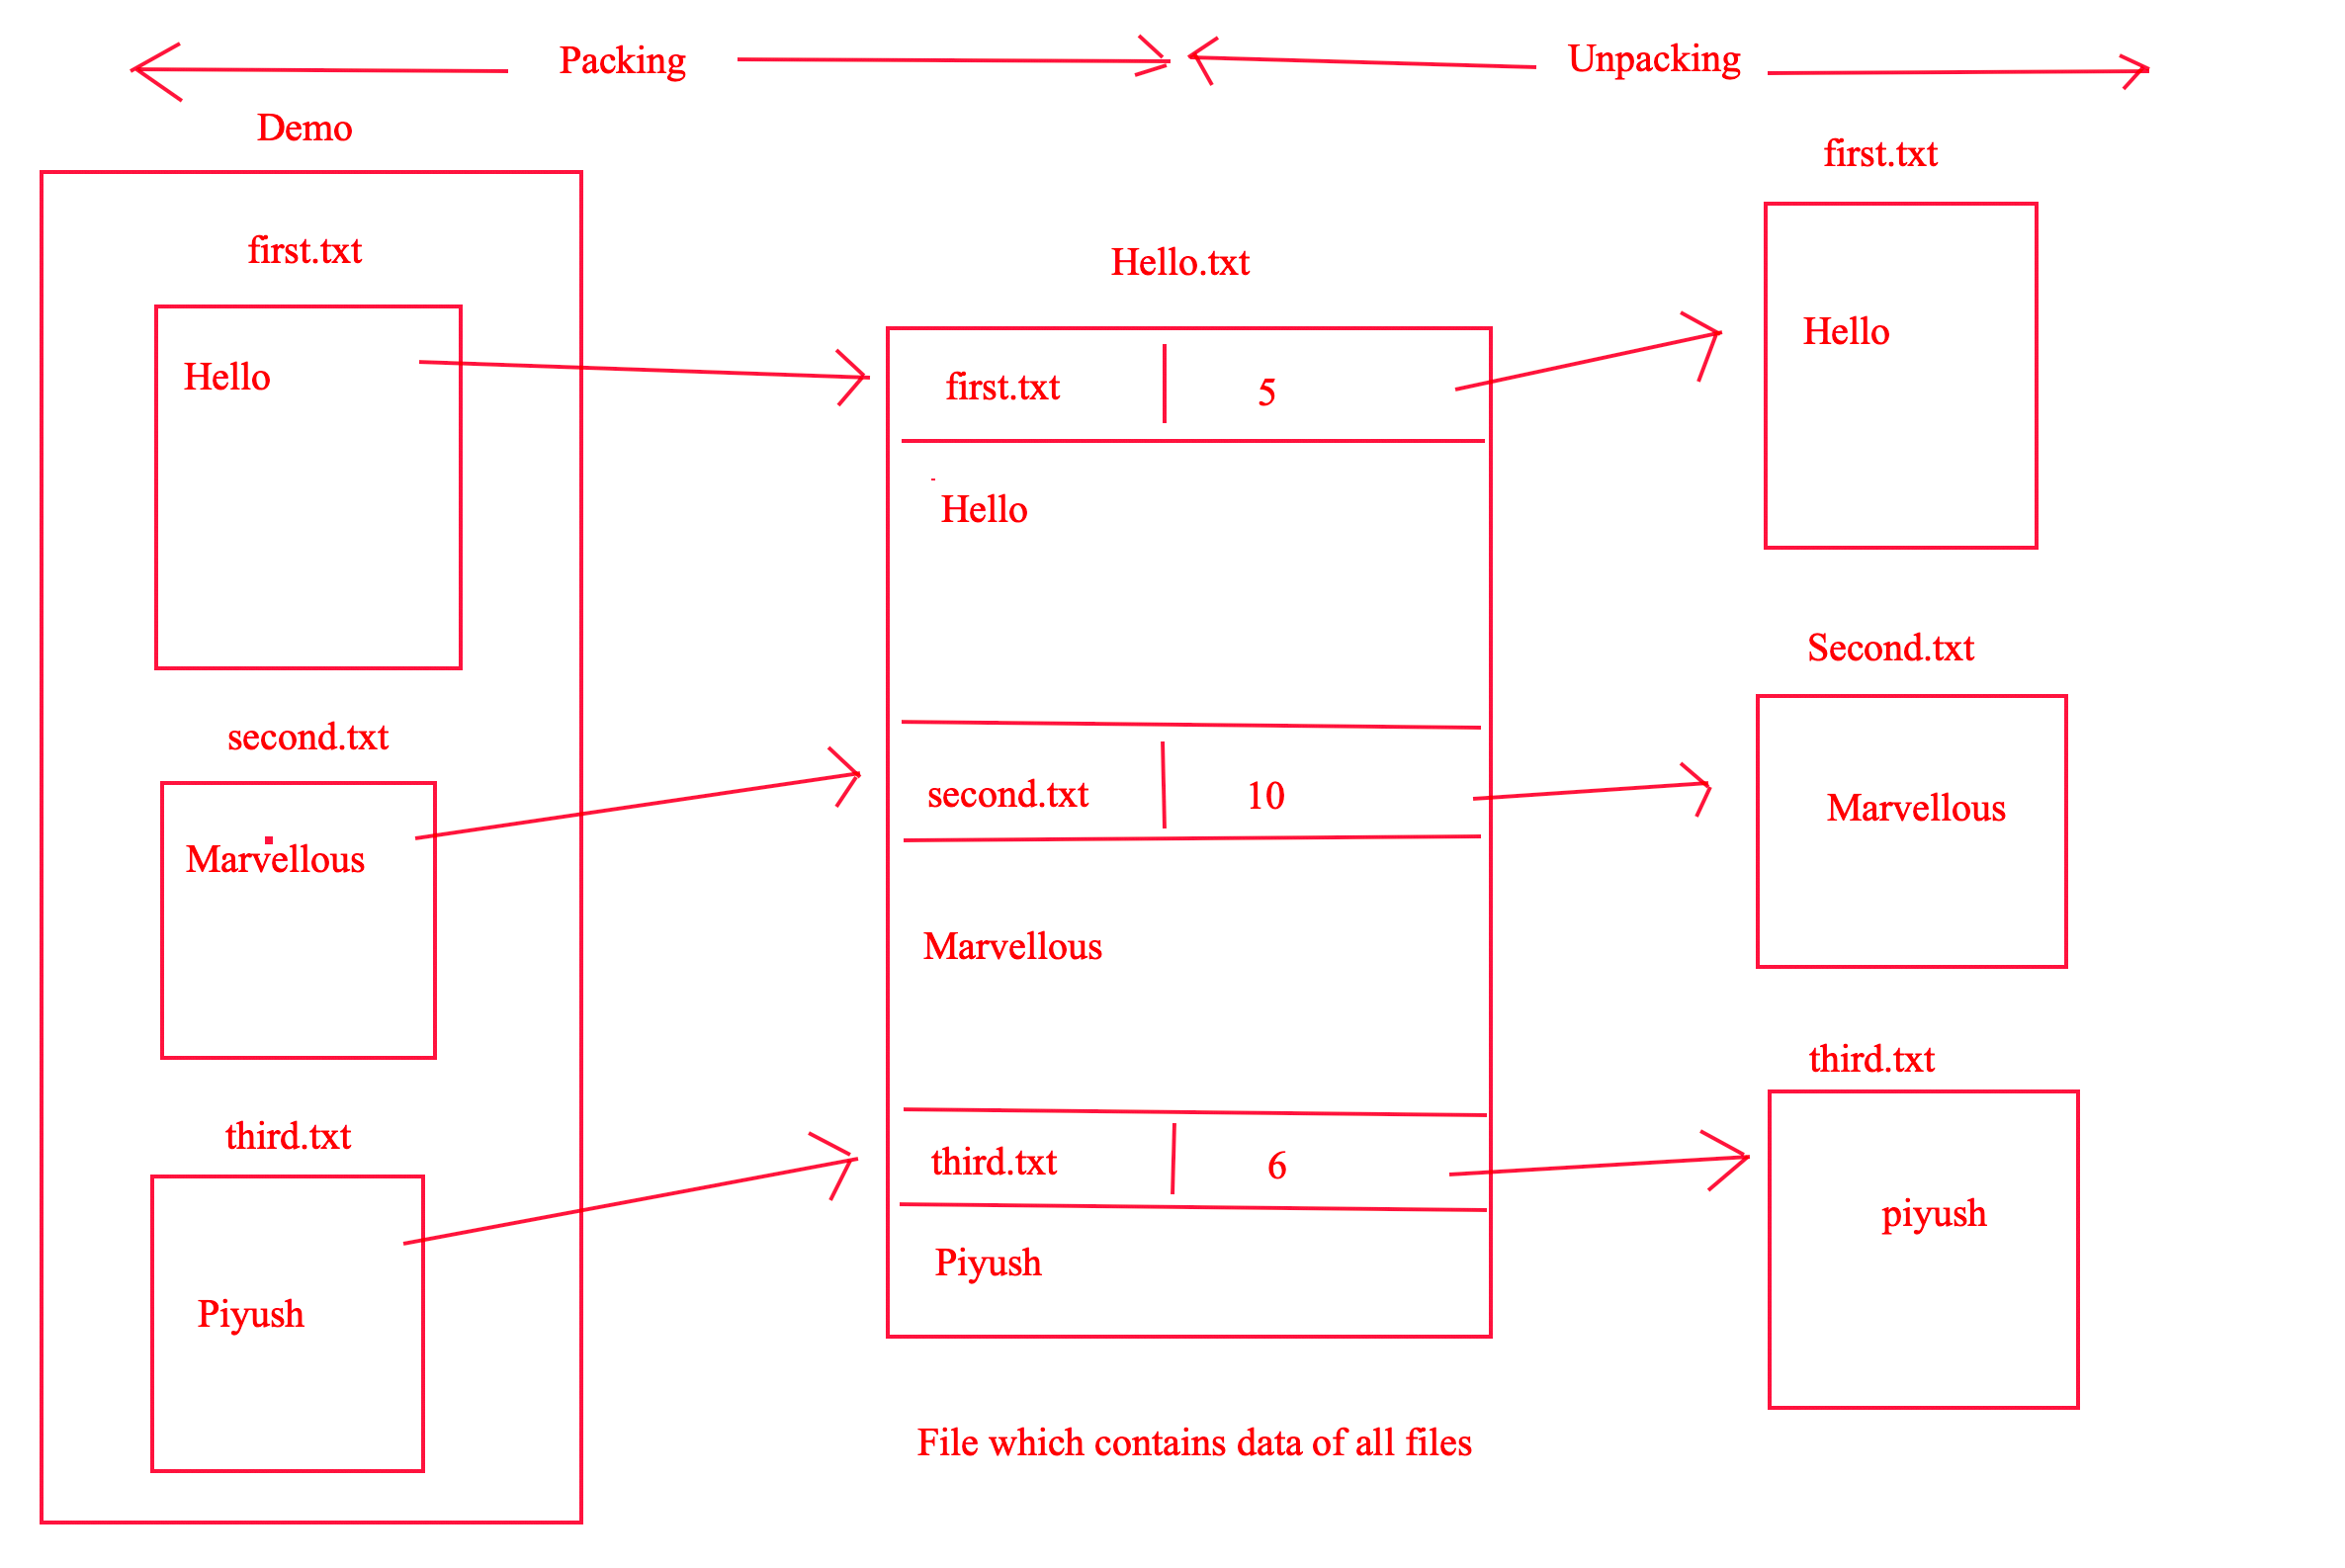 Packing
Unpacking
Demo
first.txt
Hello
second.txt
Marvellous
third.txt
Piyush
Hello.txt
first.txt 5
Hello
second.txt 10
Marvellous
third.txt 6
Piyush
File which contains data of all files
first.txt
Hello
Second.txt
Marvellous
third.txt
piyush